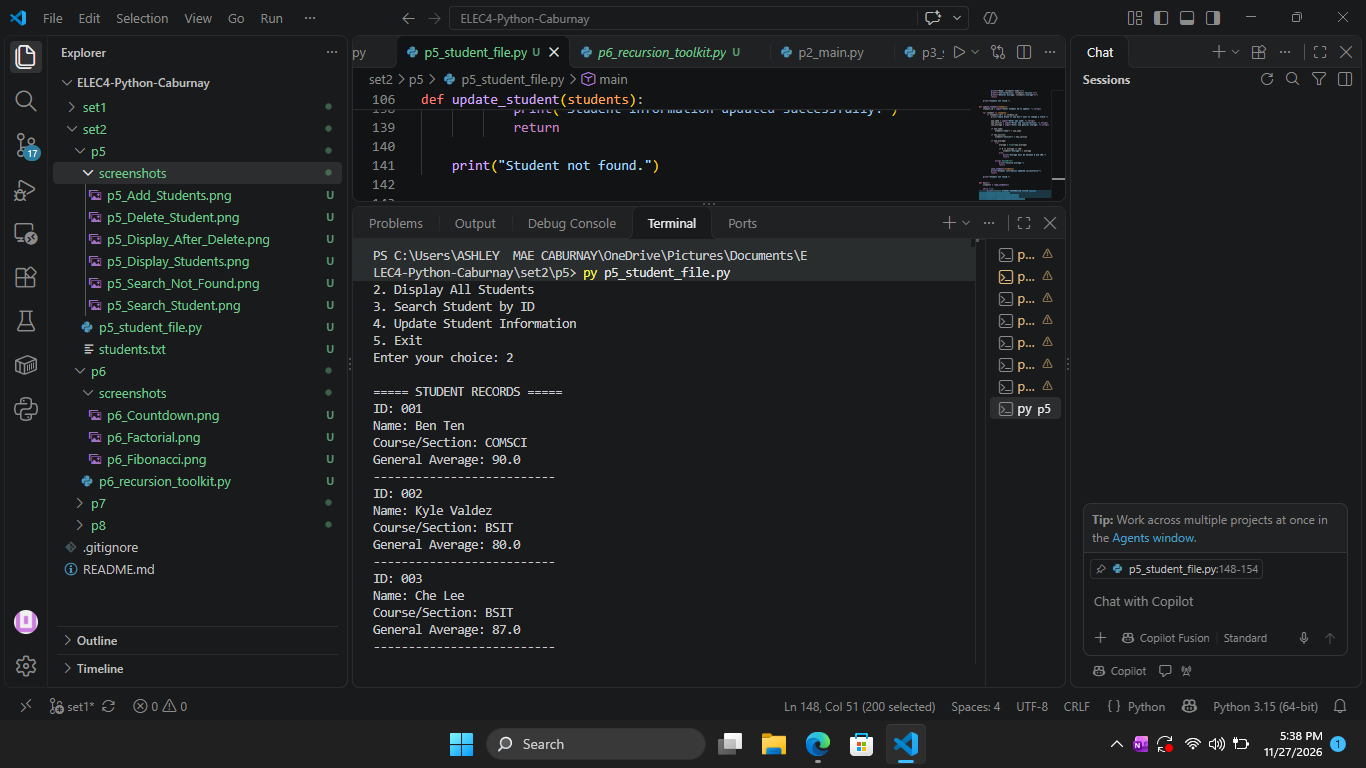 File Edit Selection View Go Run ···
ELEC4-Python-Caburnay
Explorer
ELEC4-Python-Caburnay
set1
set2
p5
screenshots
p5_Add_Students.png U
p5_Delete_Student.png U
p5_Display_After_Delete.png U
p5_Display_Students.png U
p5_Search_Not_Found.png U
p5_Search_Student.png U
p5_student_file.py U
students.txt U
p6
screenshots
p6_Countdown.png U
p6_Factorial.png U
p6_Fibonacci.png U
p6_recursion_toolkit.py U
p7
p8
.gitignore
README.md
Outline
Timeline
17
py p5_student_file.py U p6_recursion_toolkit.py U p2_main.py p3_s
set2 > p5 > p5_student_file.py > main
106 def update_student(students):
139 return
140
141 print("Student not found.")
142
Problems Output Debug Console Terminal Ports
PS C:\Users\ASHLEY  MAE CABURNAY\OneDrive\Pictures\Documents\E
LEC4-Python-Caburnay\set2\p5> py p5_student_file.py
2. Display All Students
3. Search Student by ID
4. Update Student Information
5. Exit
Enter your choice: 2
===== STUDENT RECORDS =====
ID: 001
Name: Ben Ten
Course/Section: COMSCI
General Average: 90.0
--------------------------
ID: 002
Name: Kyle Valdez
Course/Section: BSIT
General Average: 80.0
--------------------------
ID: 003
Name: Che Lee
Course/Section: BSIT
General Average: 87.0
--------------------------
p...
p...
p...
p...
p...
p...
p...
py p5
Chat
Sessions
Tip: Work across multiple projects at once in
the Agents window.
p5_student_file.py:148-154
Chat with Copilot
Copilot Fusion Standard
Copilot
set1* 0 0 Ln 148, Col 51 (200 selected) Spaces: 4 UTF-8 CRLF { } Python Python 3.15 (64-bit)
Search
5:38 PM
11/27/2026
1